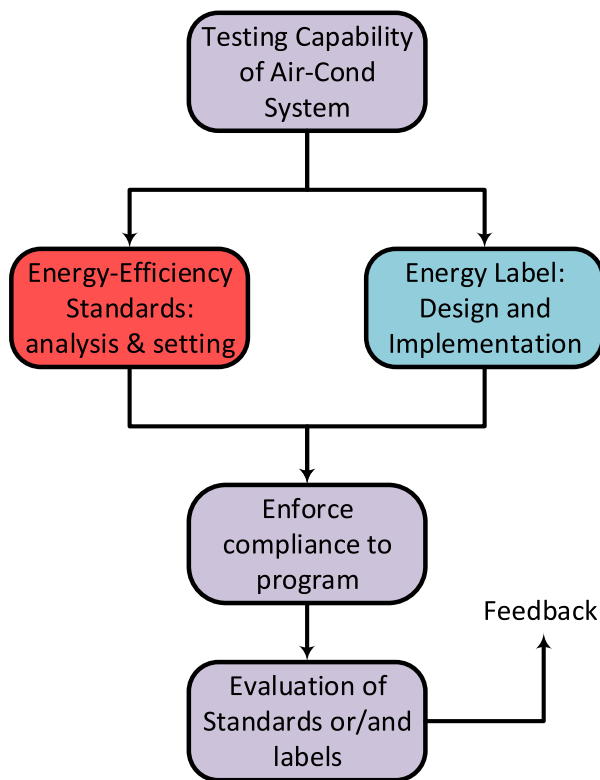 Testing Capability
of Air-Cond
System
Energy-Efficiency
Standards:
analysis & setting
Energy Label:
Design and
Implementation
Enforce
compliance to
program
Feedback
Evaluation of
Standards or/and
labels